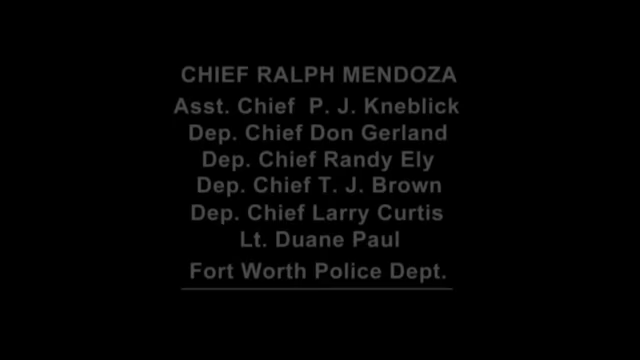 CHIEF RALPH MENDOZA
Asst. Chief P. J. Kneblick
Dep. Chief Don Gerland
Dep. Chief Randy Ely
Dep. Chief T. J. Brown
Dep. Chief Larry Curtis
Lt. Duane Paul
Fort Worth Police Dept.